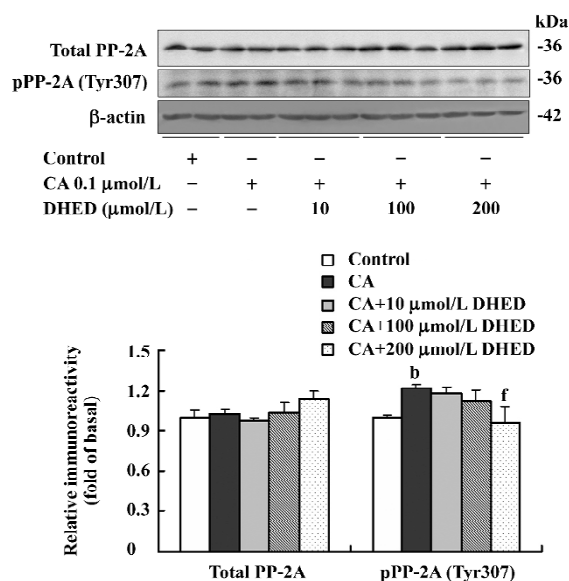 kDa
Total PP-2A -36
pPP-2A (Tyr307) -36
β-actin -42
Control + – – – –
CA 0.1 μmol/L – + + + +
DHED (μmol/L) – – 10 100 200
Control
CA
CA+10 μmol/L DHED
CA+100 μmol/L DHED
CA+200 μmol/L DHED
Relative immunoreactivity
(fold of basal)
1.5
1.2
0.9
0.6
0.3
0
b
f
Total PP-2A pPP-2A (Tyr307)